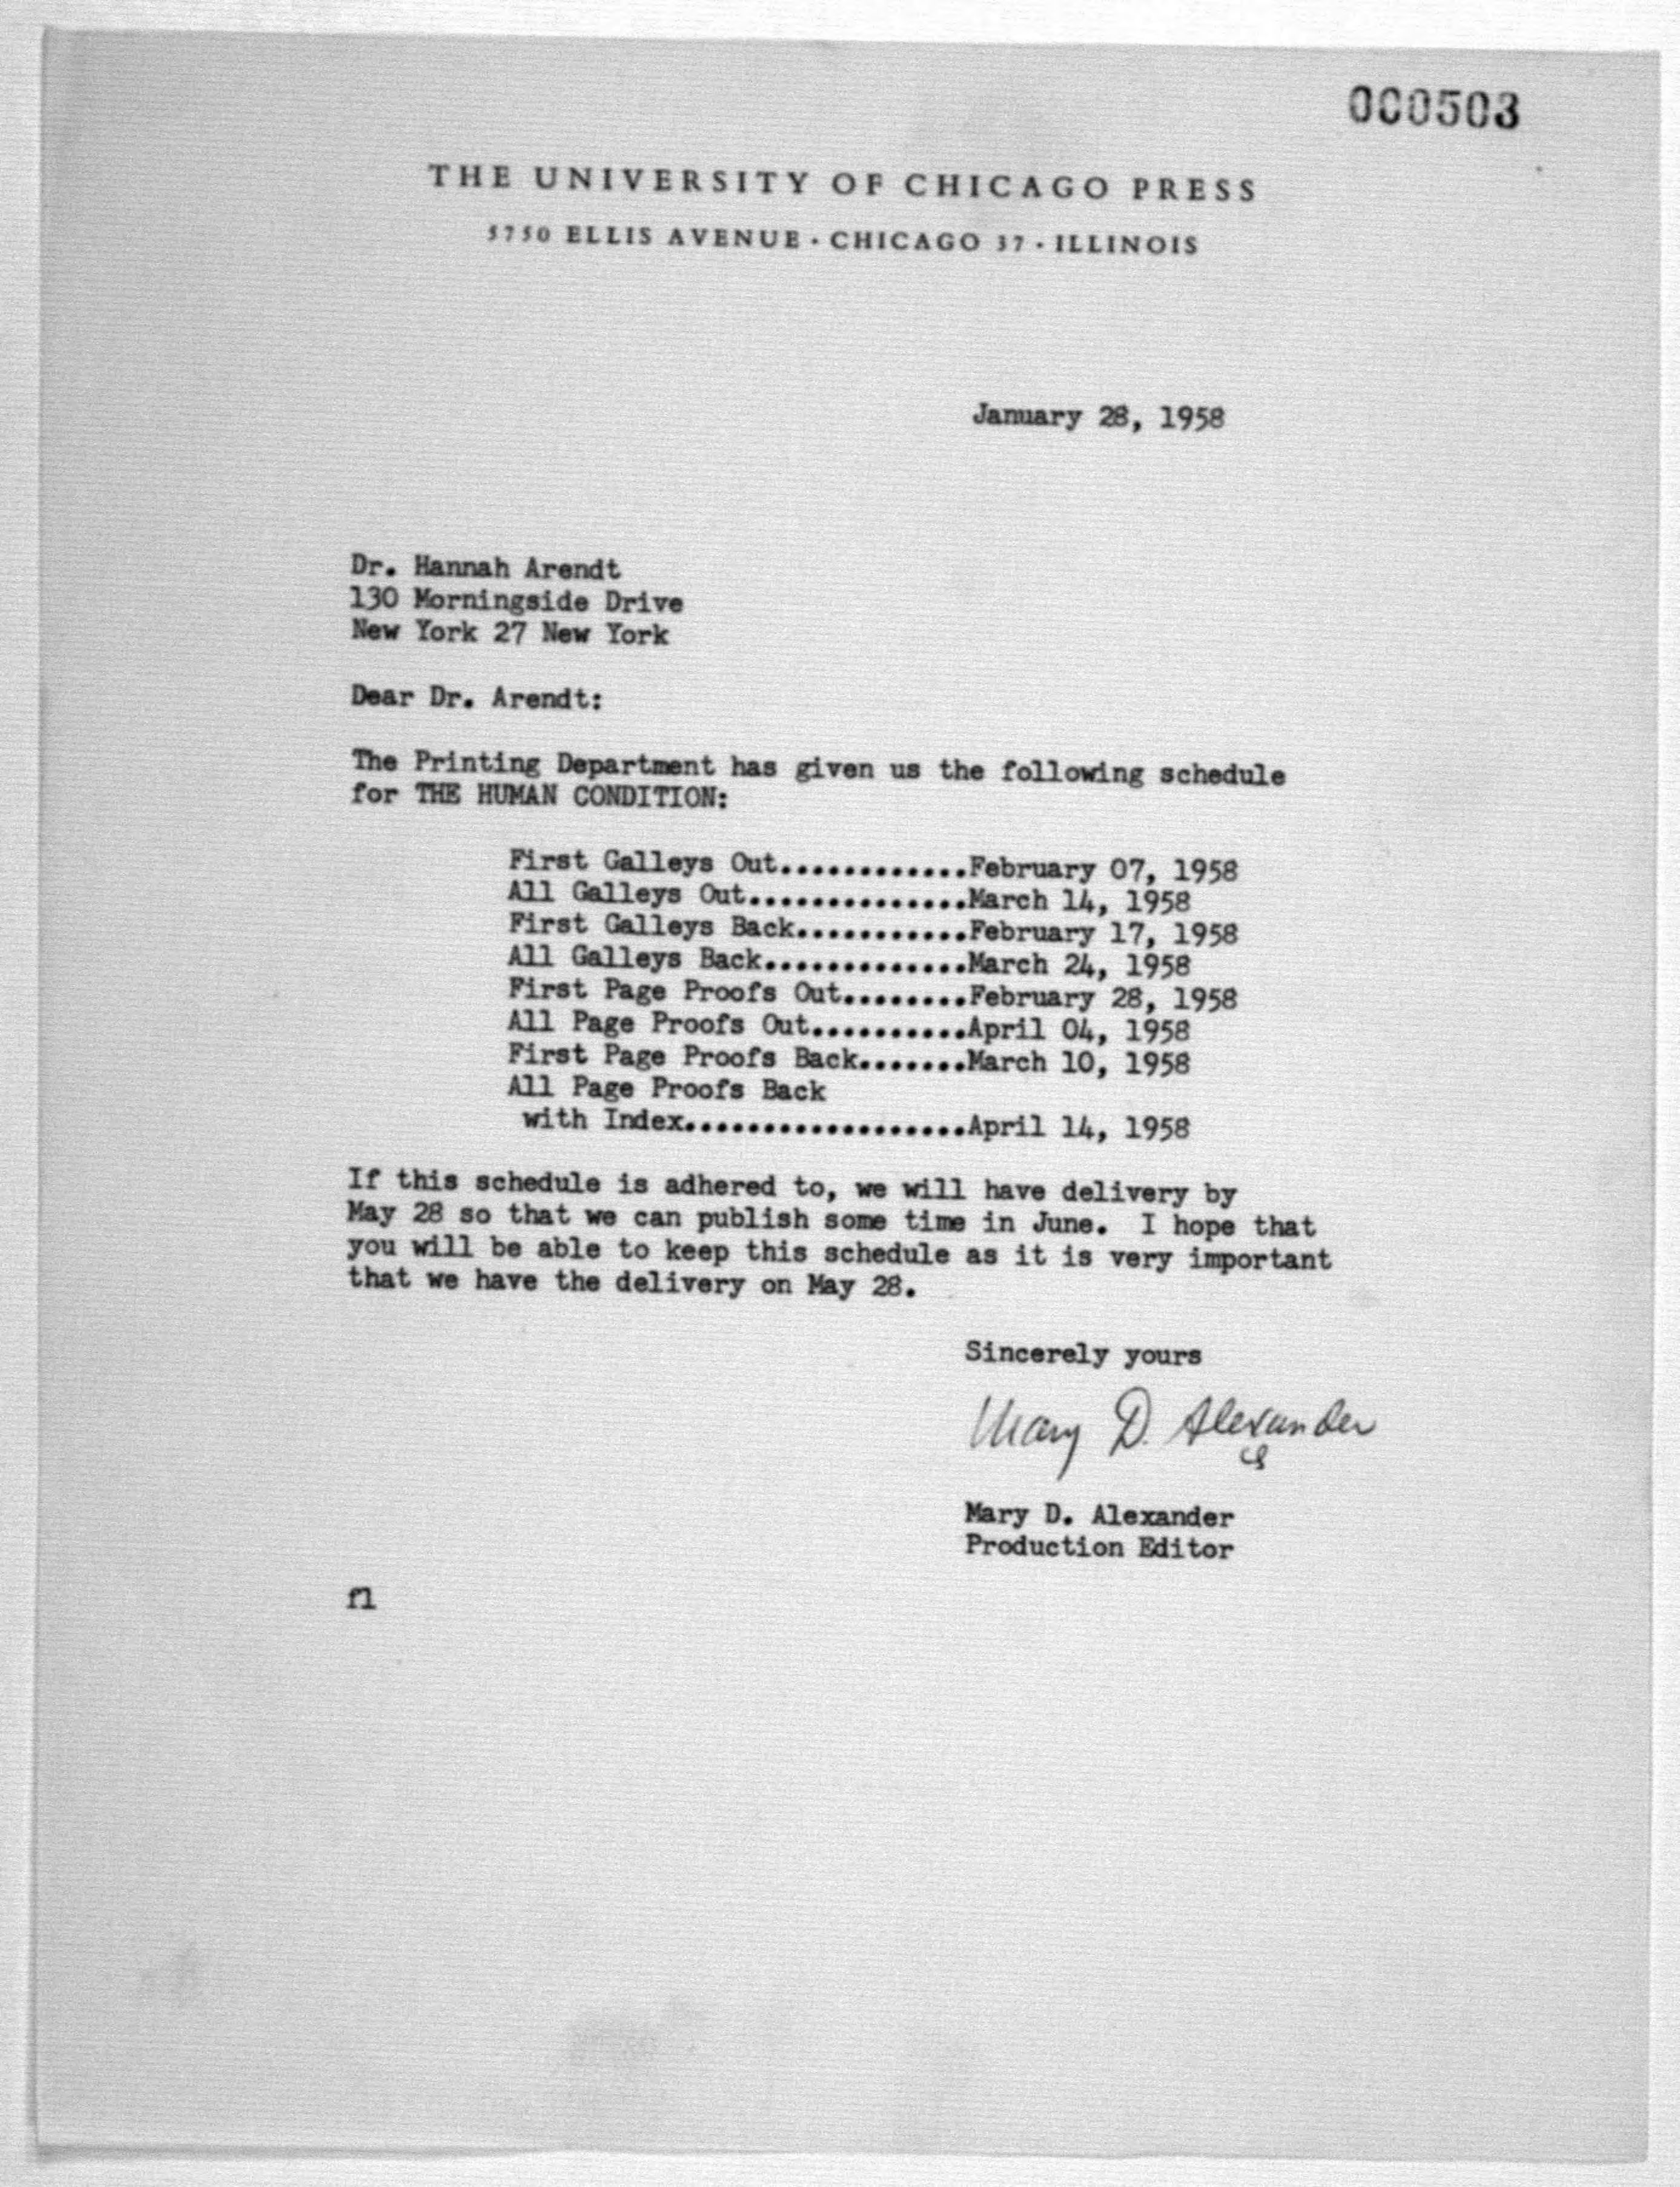 000503
THE UNIVERSITY OF CHICAGO PRESS
5750 ELLIS AVENUE · CHICAGO 37 · ILLINOIS
January 28, 1958
Dr. Hannah Arendt
130 Morningside Drive
New York 27 New York
Dear Dr. Arendt:
The Printing Department has given us the following schedule
for THE HUMAN CONDITION:
First Galleys Out............February 07, 1958
All Galleys Out..............March 14, 1958
First Galleys Back...........February 17, 1958
All Galleys Back.............March 24, 1958
First Page Proofs Out........February 28, 1958
All Page Proofs Out..........April 04, 1958
First Page Proofs Back.......March 10, 1958
All Page Proofs Back
with Index..................April 14, 1958
If this schedule is adhered to, we will have delivery by
May 28 so that we can publish some time in June. I hope that
you will be able to keep this schedule as it is very important
that we have the delivery on May 28.
Sincerely yours
Mary D. Alexander
Mary D. Alexander
Production Editor
fl